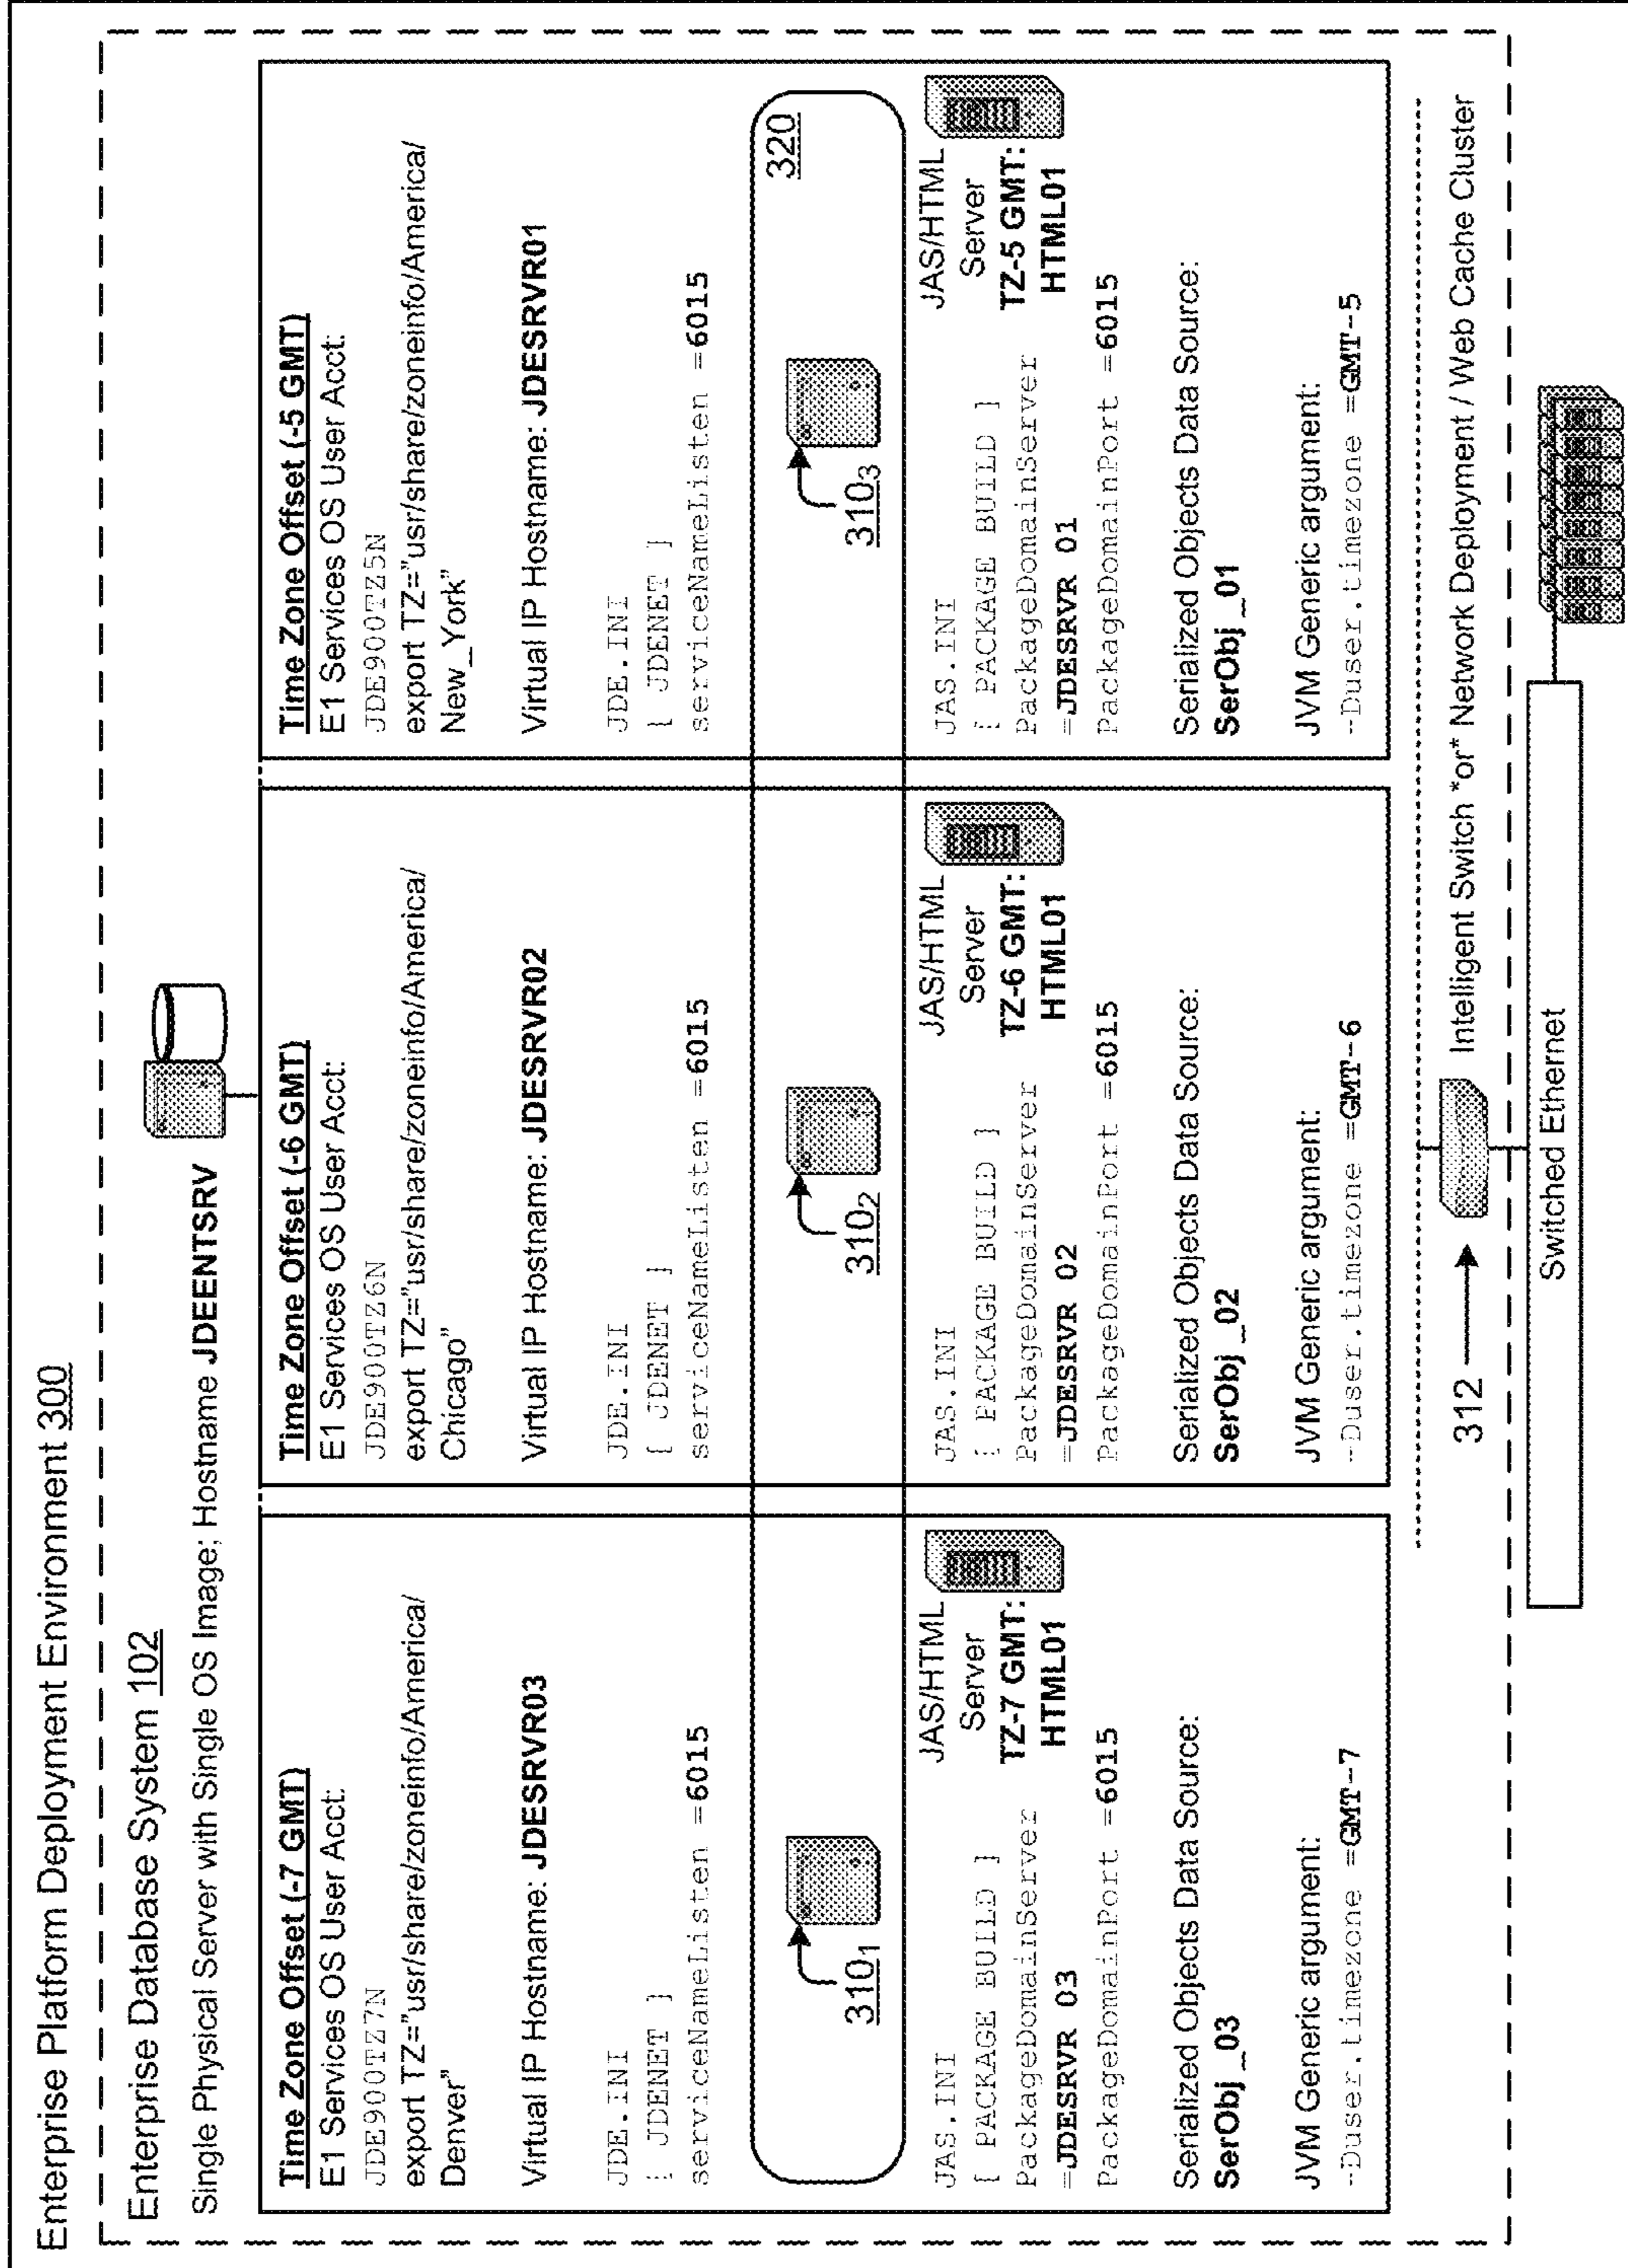 Enterprise Platform Deployment Environment 300
Enterprise Database System 102
Single Physical Server with Single OS Image; Hostname JDEENTSRV
Time Zone Offset (-7 GMT)
E1 Services OS User Acct:
JDE900TZ7N
export TZ="usr/share/zoneinfo/America/
Denver"
Virtual IP Hostname: JDESRVR03
JDE.INI
[ JDENET ]
serviceNameListen =6015
310₁
JAS.INI
[ PACKAGE BUILD ]
PackageDomainServer
=JDESRVR 03
PackageDomainPort =6015
JAS/HTML
Server
TZ-7 GMT:
HTML01
Serialized Objects Data Source:
SerObj _03
JVM Generic argument:
-Duser.timezone =GMT-7
Time Zone Offset (-6 GMT)
E1 Services OS User Acct:
JDE900TZ6N
export TZ="usr/share/zoneinfo/America/
Chicago"
Virtual IP Hostname: JDESRVR02
JDE.INI
[ JDENET ]
serviceNameListen =6015
310₂
JAS.INI
[ PACKAGE BUILD ]
PackageDomainServer
=JDESRVR 02
PackageDomainPort =6015
JAS/HTML
Server
TZ-6 GMT:
HTML01
Serialized Objects Data Source:
SerObj _02
JVM Generic argument:
-Duser.timezone =GMT-6
Time Zone Offset (-5 GMT)
E1 Services OS User Acct:
JDE900TZ5N
export TZ="usr/share/zoneinfo/America/
New_York"
Virtual IP Hostname: JDESRVR01
JDE.INI
[ JDENET ]
serviceNameListen =6015
310₃
320
JAS.INI
[ PACKAGE BUILD ]
PackageDomainServer
=JDESRVR 01
PackageDomainPort =6015
JAS/HTML
Server
TZ-5 GMT:
HTML01
Serialized Objects Data Source:
SerObj _01
JVM Generic argument:
-Duser.timezone =GMT-5
312
Intelligent Switch *or* Network Deployment / Web Cache Cluster
Switched Ethernet